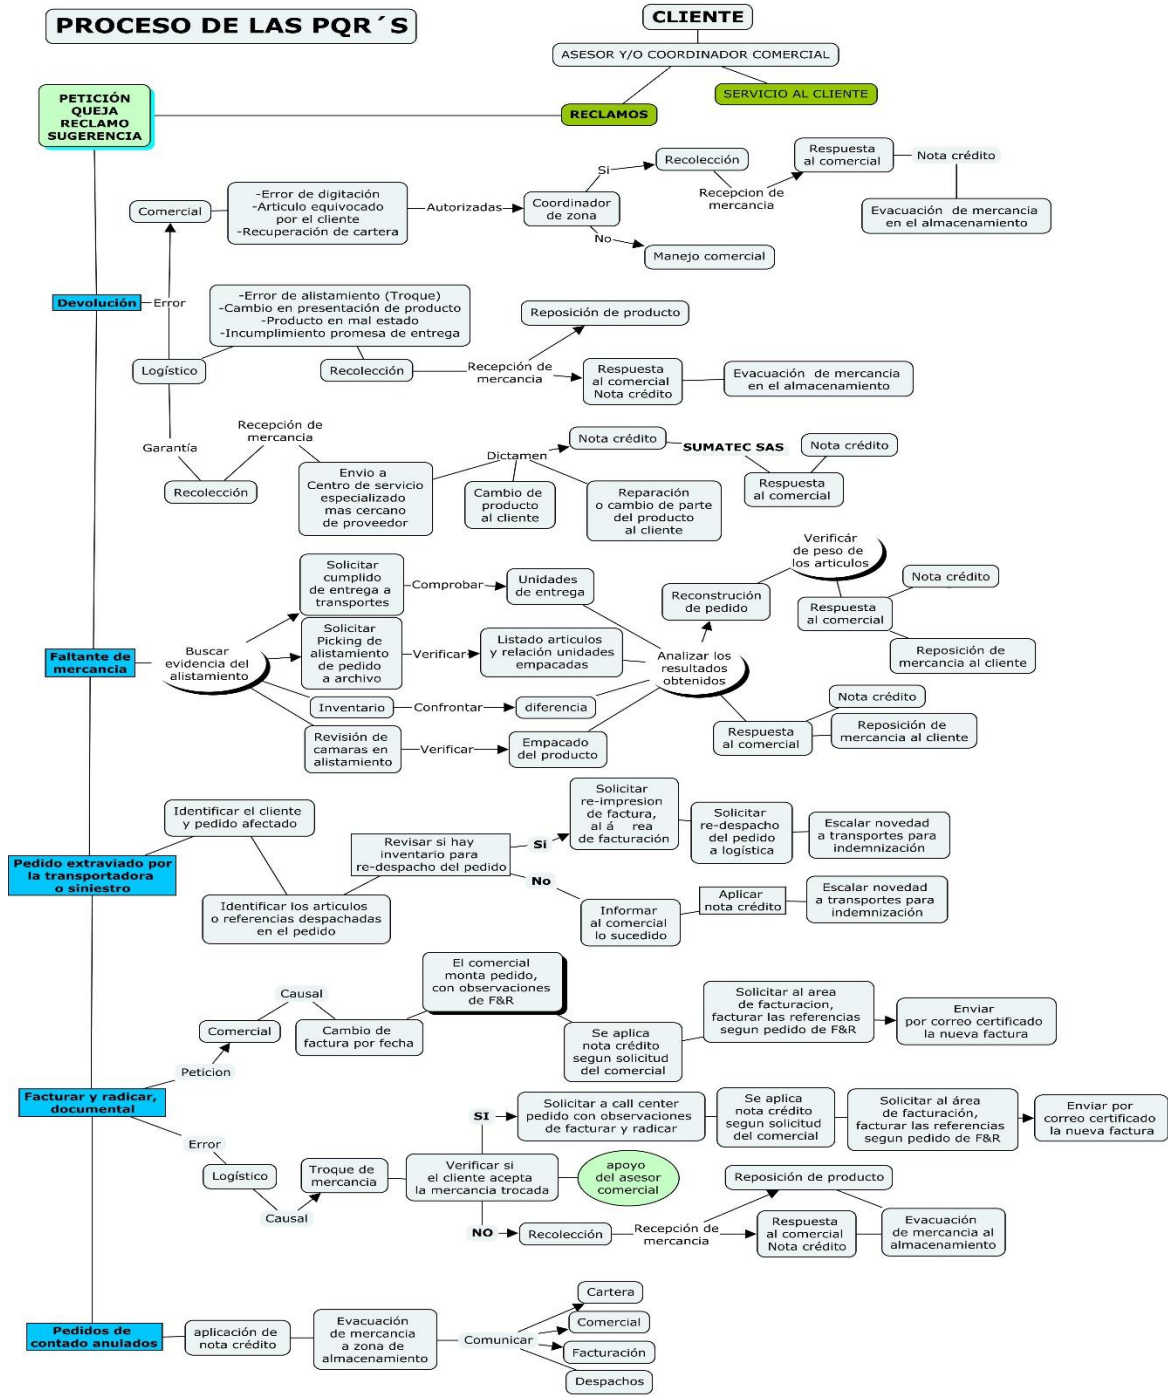 PROCESO DE LAS PQR´S
CLIENTE
ASESOR Y/O COORDINADOR COMERCIAL
SERVICIO AL CLIENTE
RECLAMOS
PETICIÓN
QUEJA
RECLAMO
SUGERENCIA
Devolución
Error
Comercial
-Error de digitación
-Articulo equivocado
por el cliente
-Recuperación de cartera
Autorizadas
Coordinador
de zona
Si
Recolección
Recepcion de
mercancia
Respuesta
al comercial
Nota crédito
Evacuación de mercancia
en el almacenamiento
No
Manejo comercial
Logístico
-Error de alistamiento (Troque)
-Cambio en presentación de producto
-Producto en mal estado
-Incumplimiento promesa de entrega
Recolección
Recepción de
mercancia
Reposición de producto
Respuesta
al comercial
Nota crédito
Evacuación de mercancia
en el almacenamiento
Garantía
Recolección
Recepción de
mercancia
Envio a
Centro de servicio
especializado
mas cercano
de proveedor
Dictamen
Nota crédito
SUMATEC SAS
Respuesta
al comercial
Nota crédito
Cambio de
producto
al cliente
Reparación
o cambio de parte
del producto
al cliente
Faltante de
mercancia
Buscar
evidencia del
alistamiento
Solicitar
cumplido
de entrega a
transportes
Comprobar
Unidades
de entrega
Solicitar
Picking de
alistamiento
de pedido
a archivo
Verificar
Listado articulos
y relación unidades
empacadas
Inventario
Confrontar
diferencia
Revisión de
camaras en
alistamiento
Verificar
Empacado
del producto
Analizar los
resultados
obtenidos
Reconstrución
de pedido
Verificár
de peso de
los articulos
Respuesta
al comercial
Nota crédito
Reposición de
mercancia al cliente
Respuesta
al comercial
Nota crédito
Reposición de
mercancia al cliente
Pedido extraviado por
la transportadora
o siniestro
Identificar el cliente
y pedido afectado
Identificar los articulos
o referencias despachadas
en el pedido
Revisar si hay
inventario para
re-despacho del pedido
Si
Solicitar
re-impresion
de factura,
al á rea
de facturación
Solicitar
re-despacho
del pedido
a logística
Escalar novedad
a transportes para
indemnización
No
Informar
al comercial
lo sucedido
Aplicar
nota crédito
Escalar novedad
a transportes para
indemnización
Facturar y radicar,
documental
Peticion
Comercial
Causal
Cambio de
factura por fecha
El comercial
monta pedido,
con observaciones
de F&R
Se aplica
nota crédito
segun solicitud
del comercial
Solicitar al area
de facturacion,
facturar las referencias
segun pedido de F&R
Enviar
por correo certificado
la nueva factura
Error
Logístico
Causal
Troque de
mercancia
Verificar si
el cliente acepta
la mercancia trocada
apoyo
del asesor
comercial
SI
Solicitar a call center
pedido con observaciones
de facturar y radicar
Se aplica
nota crédito
segun solicitud
del comercial
Solicitar al área
de facturación,
facturar las referencias
segun pedido de F&R
Enviar por
correo certificado
la nueva factura
NO
Recolección
Recepción de
mercancia
Reposición de producto
Respuesta
al comercial
Nota crédito
Evacuación
de mercancia al
almacenamiento
Pedidos de
contado anulados
aplicación de
nota crédito
Evacuación
de mercancia
a zona de
almacenamiento
Comunicar
Cartera
Comercial
Facturación
Despachos